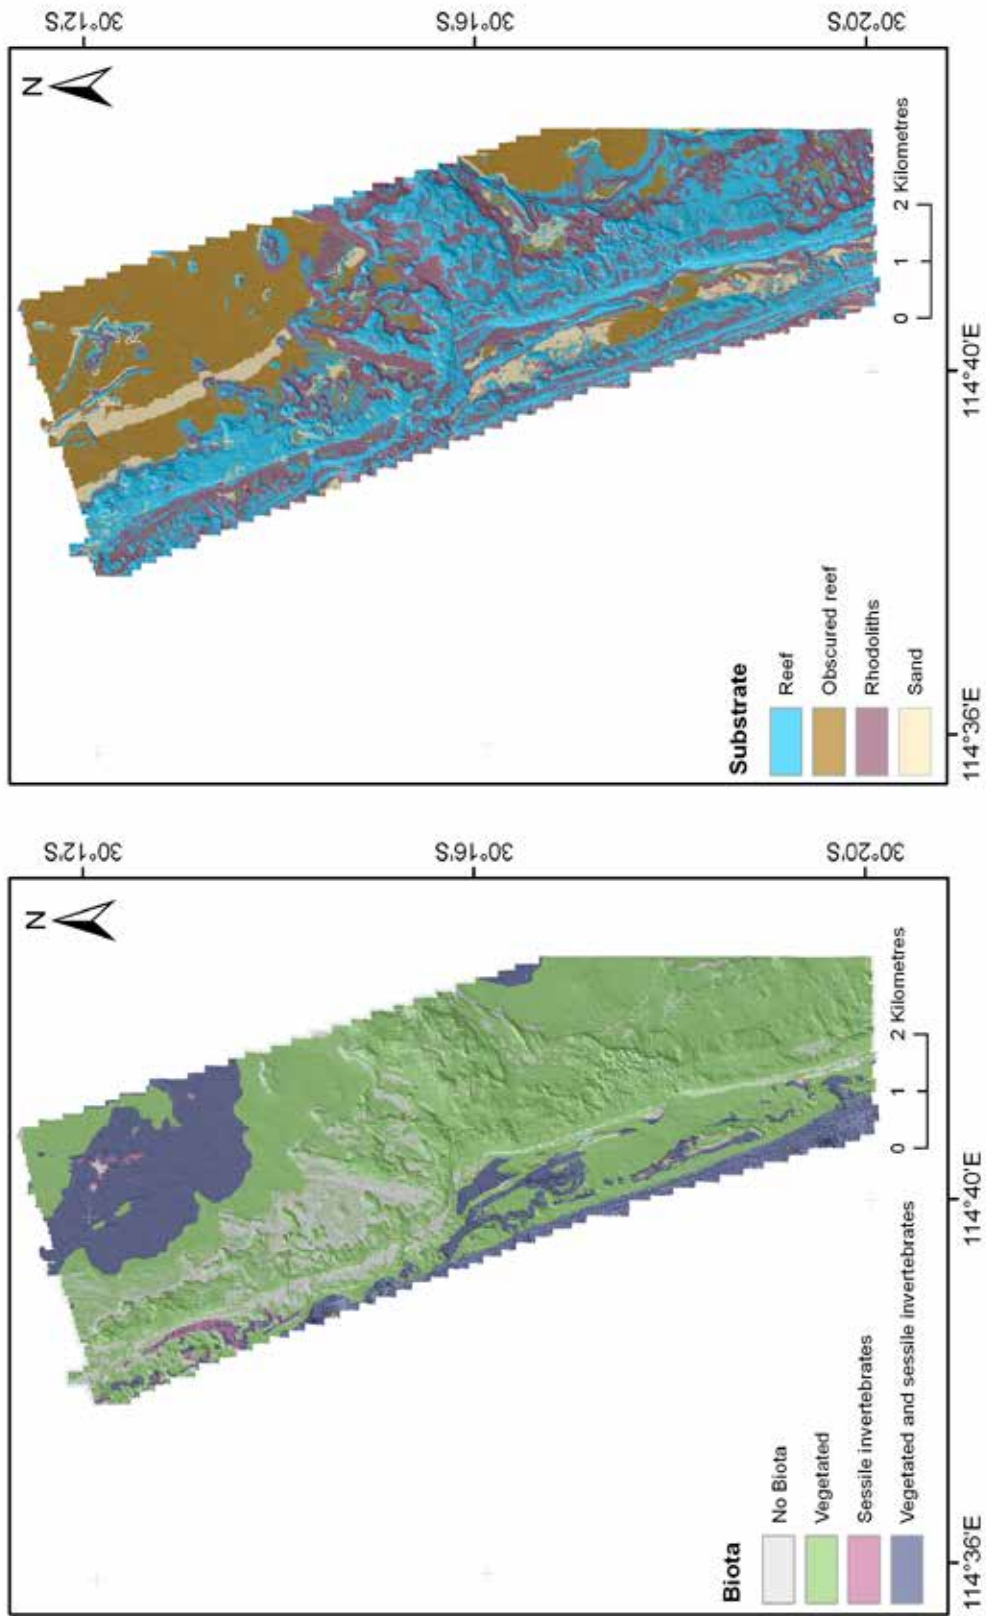 30°12'S
30°16'S
30°20'S
N
Biota
No Biota
Vegetated
Sessile invertebrates
Vegetated and sessile invertebrates
0 1 2 Kilometres
114°36'E
114°40'E
30°12'S
30°16'S
30°20'S
N
Substrate
Reef
Obscured reef
Rhodoliths
Sand
0 1 2 Kilometres
114°36'E
114°40'E